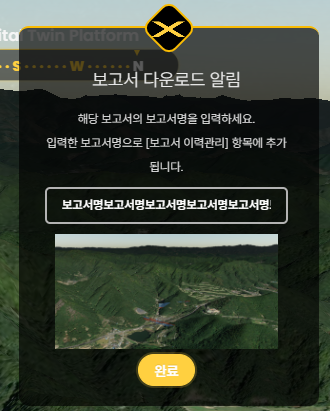 ital Twin Platform
S
W
N
보고서 다운로드 알림
해당 보고서의 보고서명을 입력하세요.
입력한 보고서명으로 [보고서 이력관리] 항목에 추가
됩니다.
보고서명보고서명보고서명보고서명보고서명
완료